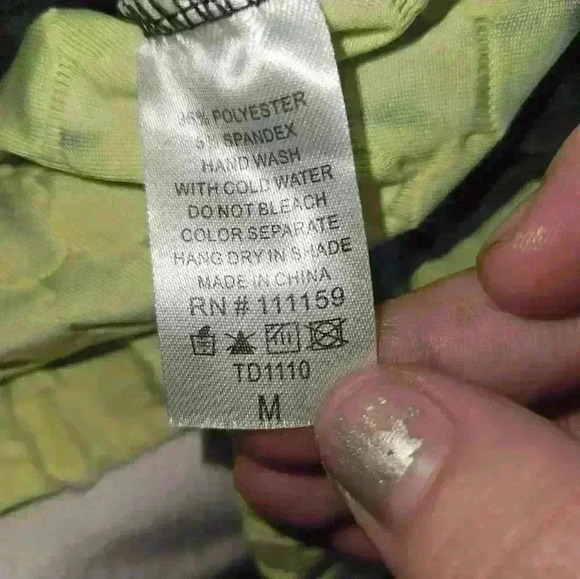 % POLYESTER
5% SPANDEX
HAND WASH
WITH COLD WATER
DO NOT BLEACH
COLOR SEPARATE
HANG DRY IN SHADE
MADE IN CHINA
RN # 111159
TD1110
M